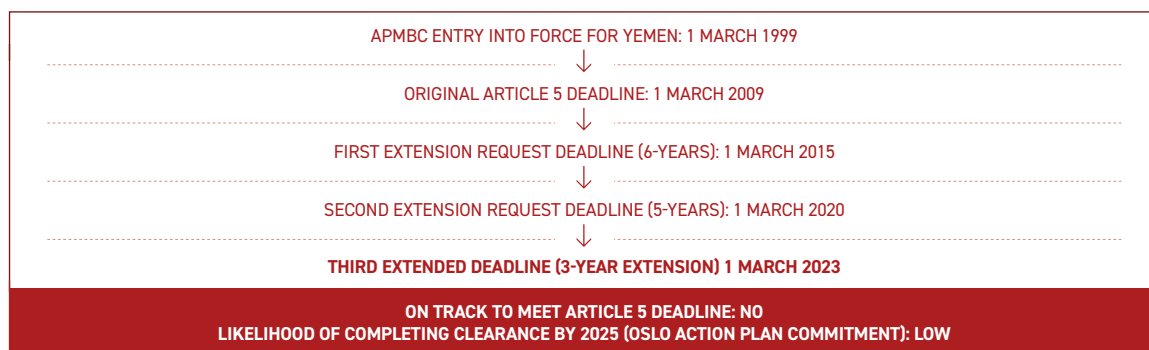 APMBC ENTRY INTO FORCE FOR YEMEN: 1 MARCH 1999
ORIGINAL ARTICLE 5 DEADLINE: 1 MARCH 2009
FIRST EXTENSION REQUEST DEADLINE (6-YEARS): 1 MARCH 2015
SECOND EXTENSION REQUEST DEADLINE (5-YEARS): 1 MARCH 2020
THIRD EXTENDED DEADLINE (3-YEAR EXTENSION) 1 MARCH 2023
ON TRACK TO MEET ARTICLE 5 DEADLINE: NO
LIKELIHOOD OF COMPLETING CLEARANCE BY 2025 (OSLO ACTION PLAN COMMITMENT): LOW